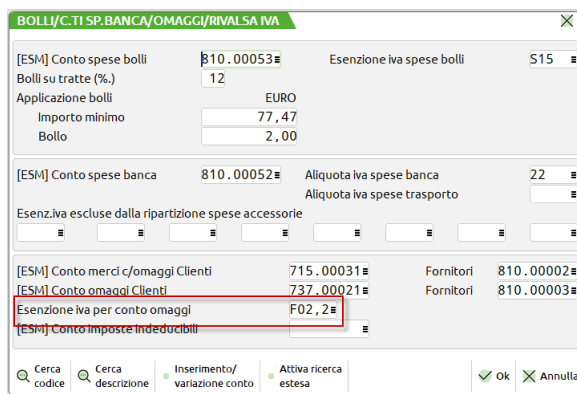 BOLLI/C.TI SP.BANCA/OMAGGI/RIVALSA IVA
[ESM] Conto spese bolli 810.00053 Esenzione iva spese bolli S15
Bolli su tratte (%.) 12
Applicazione bolli EURO
Importo minimo 77,47
Bollo 2,00
[ESM] Conto spese banca 810.00052 Aliquota iva spese banca 22
Aliquota iva spese trasporto
Esenz.iva escluse dalla ripartizione spese accessorie
[ESM] Conto merci c/omaggi Clienti 715.00031 Fornitori 810.00002
[ESM] Conto omaggi Clienti 737.00021 Fornitori 810.00003
Esenzione iva per conto omaggi F02,2
[ESM] Conto imposte indeducibili
Cerca codice
Cerca descrizione
Inserimento/ variazione conto
Attiva ricerca estesa
Ok
Annulla